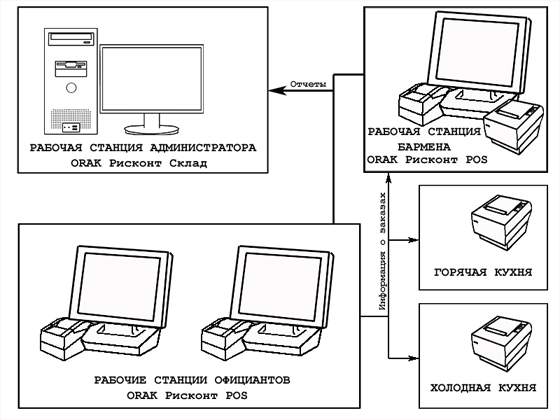 Отчеты
РАБОЧАЯ СТАНЦИЯ АДМИНИСТРАТОРА
ORAK Рисконт Склад
РАБОЧАЯ СТАНЦИЯ
БАРМЕНА
ORAK Рисконт POS
Информация о заказах
ГОРЯЧАЯ КУХНЯ
РАБОЧИЕ СТАНЦИИ ОФИЦИАНТОВ
ORAK Рисконт POS
ХОЛОДНАЯ КУХНЯ